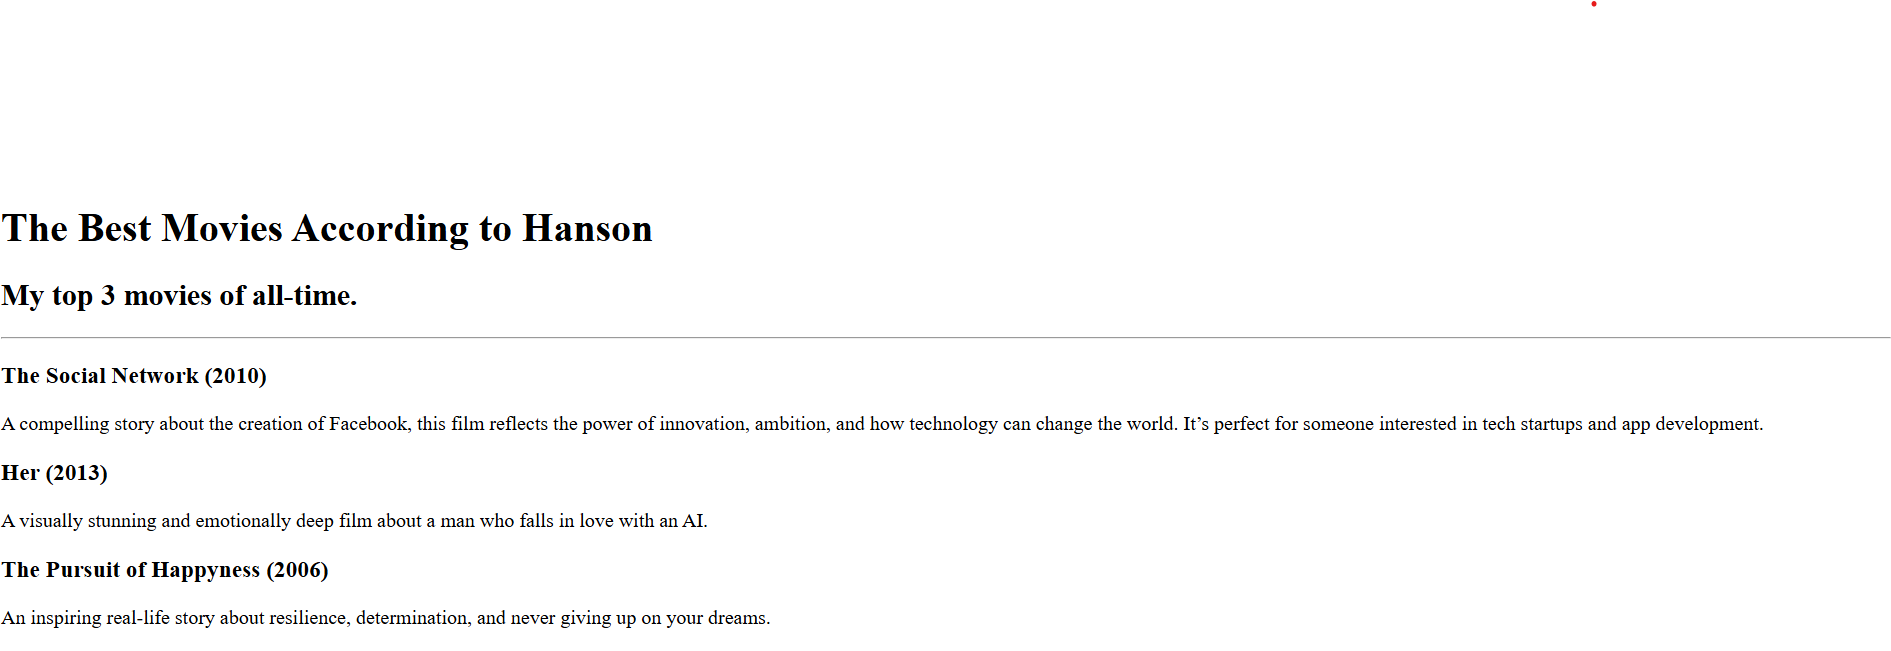 The Best Movies According to Hanson
My top 3 movies of all-time.
The Social Network (2010)
A compelling story about the creation of Facebook, this film reflects the power of innovation, ambition, and how technology can change the world. It’s perfect for someone interested in tech startups and app development.
Her (2013)
A visually stunning and emotionally deep film about a man who falls in love with an AI.
The Pursuit of Happyness (2006)
An inspiring real-life story about resilience, determination, and never giving up on your dreams.